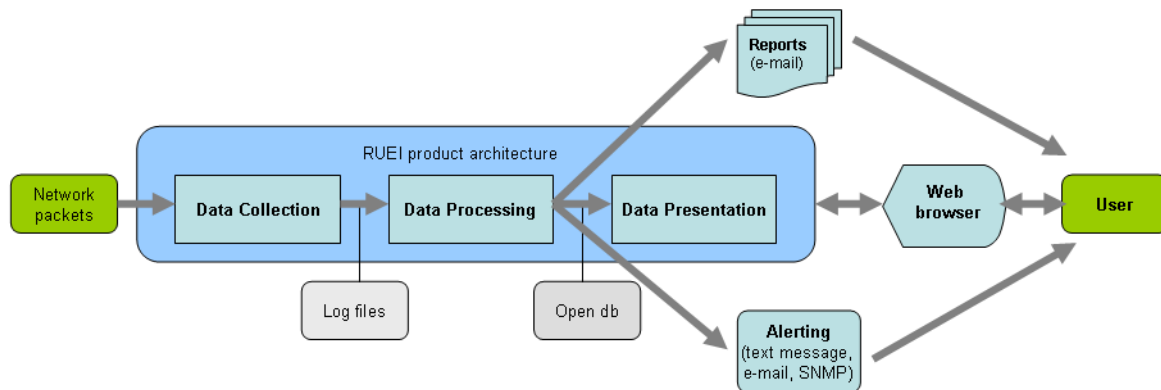 Reports
(e-mail)
RUEI product architecture
Network
packets
Data Collection
Data Processing
Data Presentation
Web
browser
User
Log files
Open db
Alerting
(text message,
e-mail, SNMP)